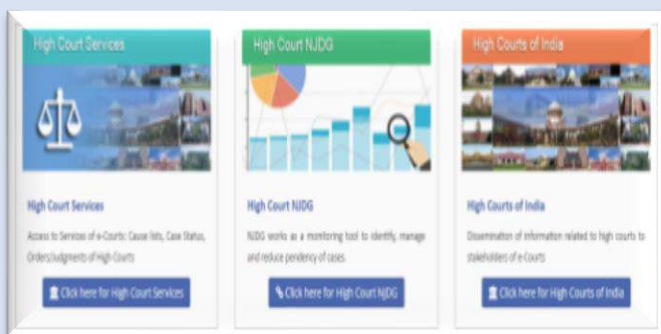 High Court Services
High Court Services
Access to Services of e-Courts: Cause lists, Case Status,
Orders/Judgments of High Courts
Click here for High Court Services
High Court NJDG
High Court NJDG
NJDG works as a monitoring tool to identify, manage
and reduce pendency of cases.
Click here for High Court NJDG
High Courts of India
High Courts of India
Dissemination of information related to high courts to
stakeholders of e-Courts
Click here for High Courts of India